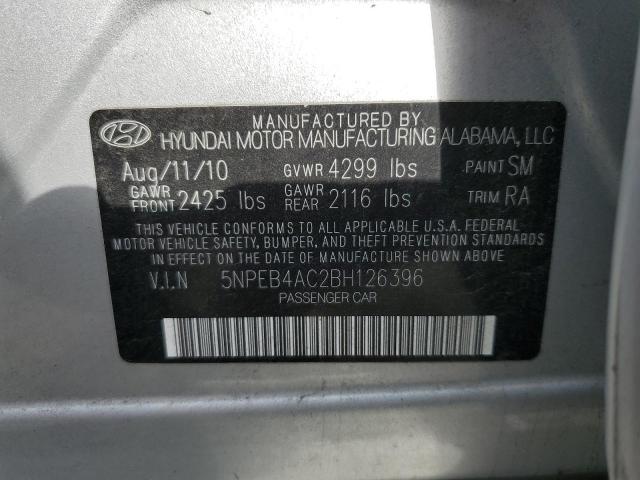 MANUFACTURED BY
HYUNDAI MOTOR MANUFACTURING ALABAMA, LLC
Aug/11/10 GVWR 4299 lbs PAINT SM
GAWR FRONT 2425 lbs GAWR REAR 2116 lbs TRIM RA
THIS VEHICLE CONFORMS TO ALL APPLICABLE U.S.A. FEDERAL
MOTOR VEHICLE SAFETY, BUMPER, AND THEFT PREVENTION
STANDARDS IN EFFECT ON THE DATE OF MANUFACTURE SHOWN ABOVE.
V.I.N 5NPEB4AC2BH126396
PASSENGER CAR